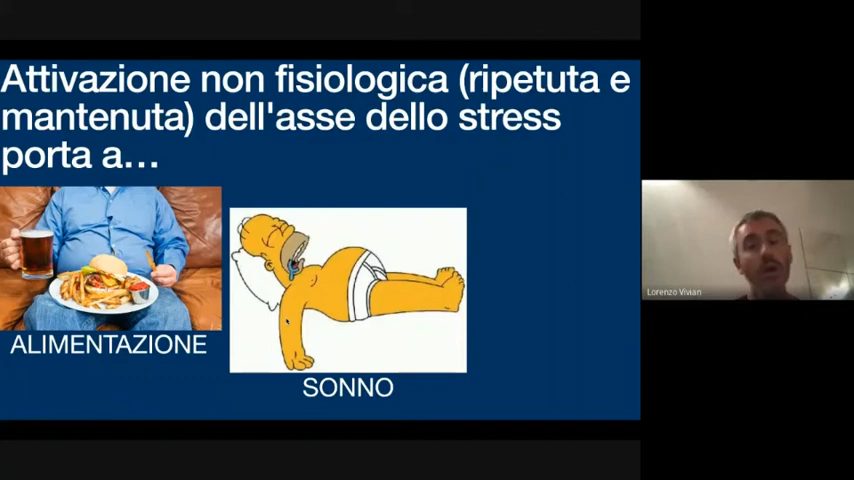 Attivazione non fisiologica (ripetuta e
mantenuta) dell'asse dello stress
porta a...
ALIMENTAZIONE
SONNO
Lorenzo Vivian